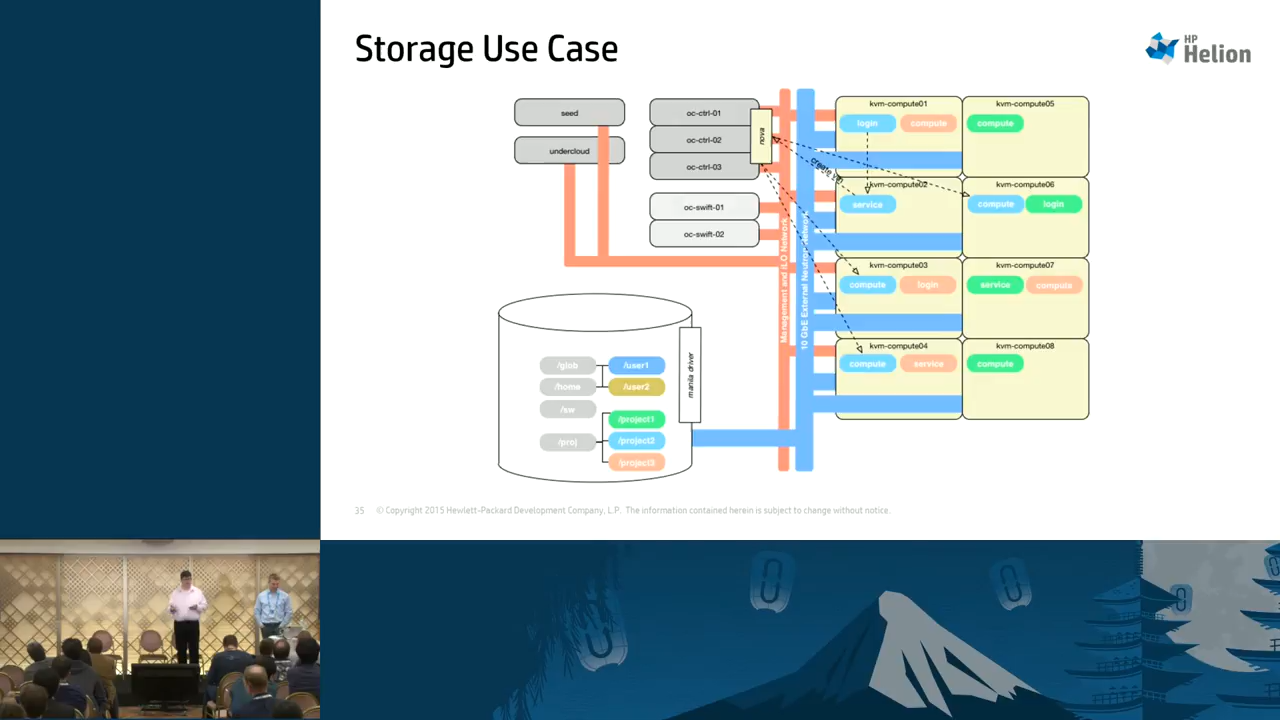 Storage Use Case
HP
Helion
seed
undercloud
oc-ctrl-01
oc-ctrl-02
oc-ctrl-03
nova
oc-swift-01
oc-swift-02
Management and iLO Network
10 GbE External Neutron Network
create VM
kvm-compute01
login
compute
kvm-compute05
compute
kvm-compute02
service
kvm-compute06
compute
login
kvm-compute03
compute
login
kvm-compute07
service
compute
kvm-compute04
compute
service
kvm-compute08
compute
/glob
/user1
/home
/user2
/sw
/project1
/proj
/project2
/project3
manila driver
35 © Copyright 2015 Hewlett-Packard Development Company, L.P. The information contained herein is subject to change without notice.